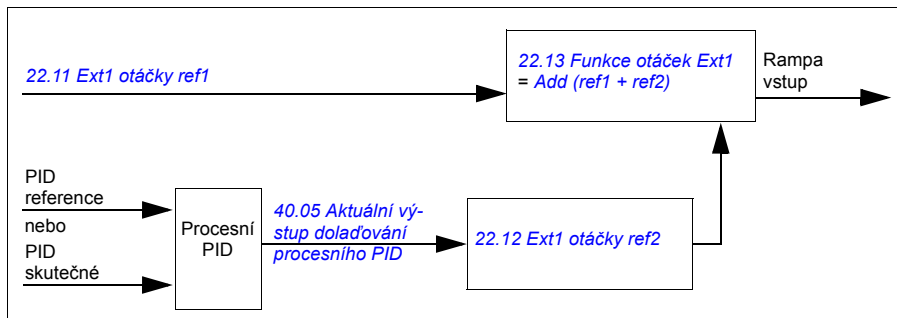 22.11 Ext1 otáčky ref1
22.13 Funkce otáček Ext1
= Add (ref1 + ref2)
Rampa
vstup
PID
reference
nebo
PID
skutečné
Procesní
PID
40.05 Aktuální vý-
stup dolaďování
procesního PID
22.12 Ext1 otáčky ref2